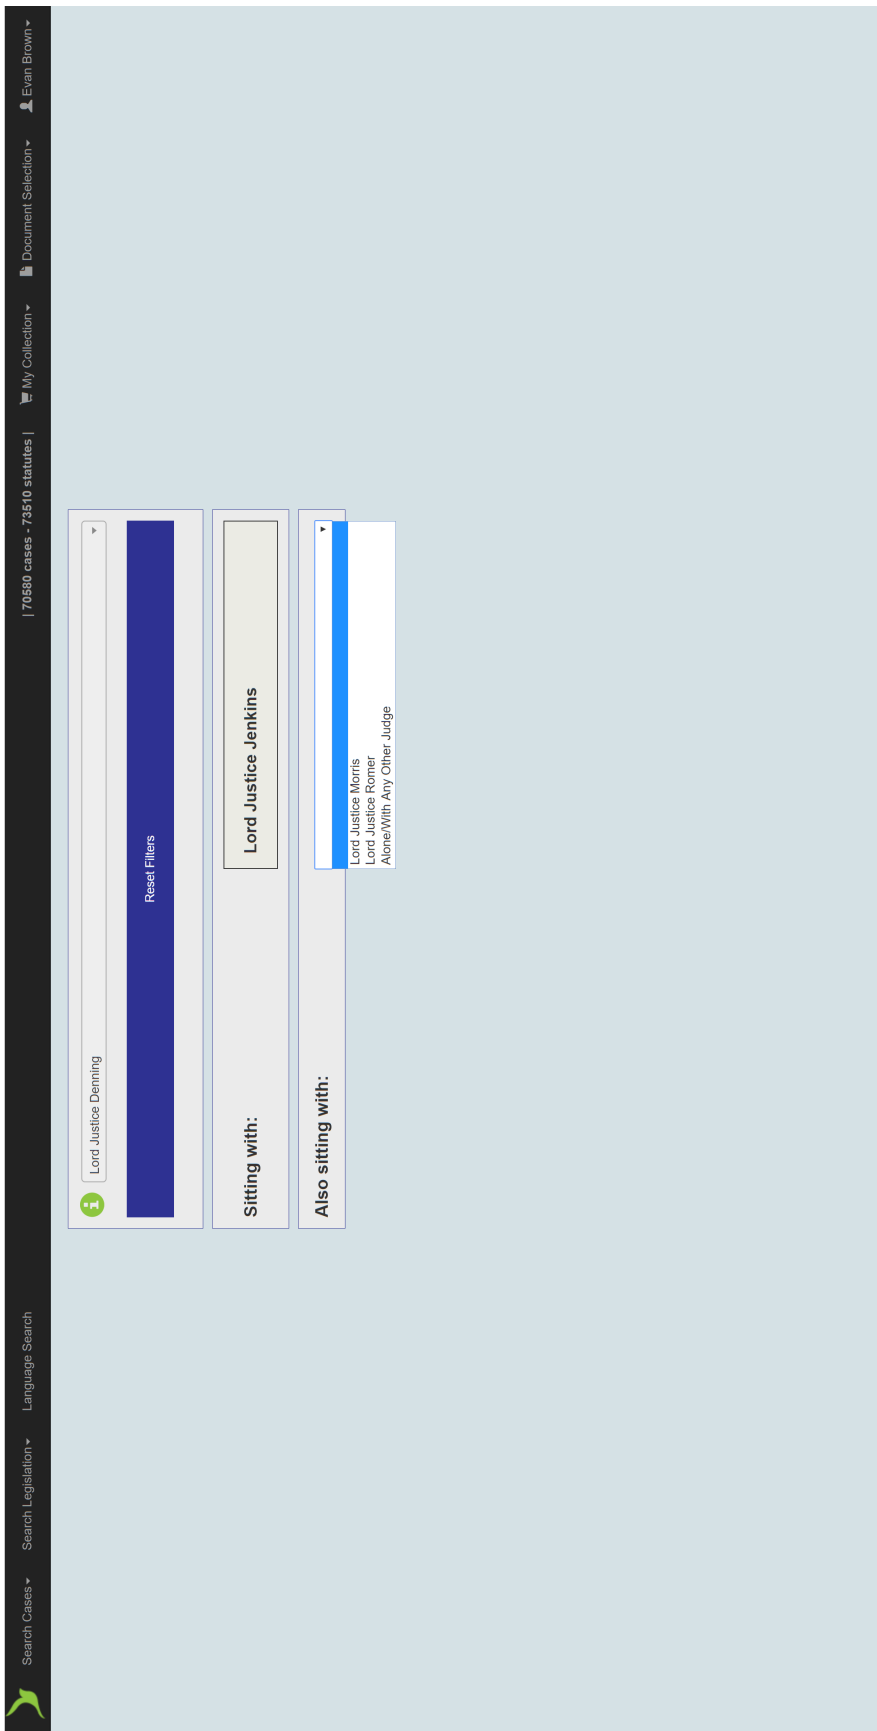 Search Cases Search Legislation Language Search | 70580 cases - 73510 statutes | My Collection Document Selection Evan Brown
Lord Justice Denning
Reset Filters
Sitting with: Lord Justice Jenkins
Also sitting with:
Lord Justice Morris
Lord Justice Romer
Alone/With Any Other Judge